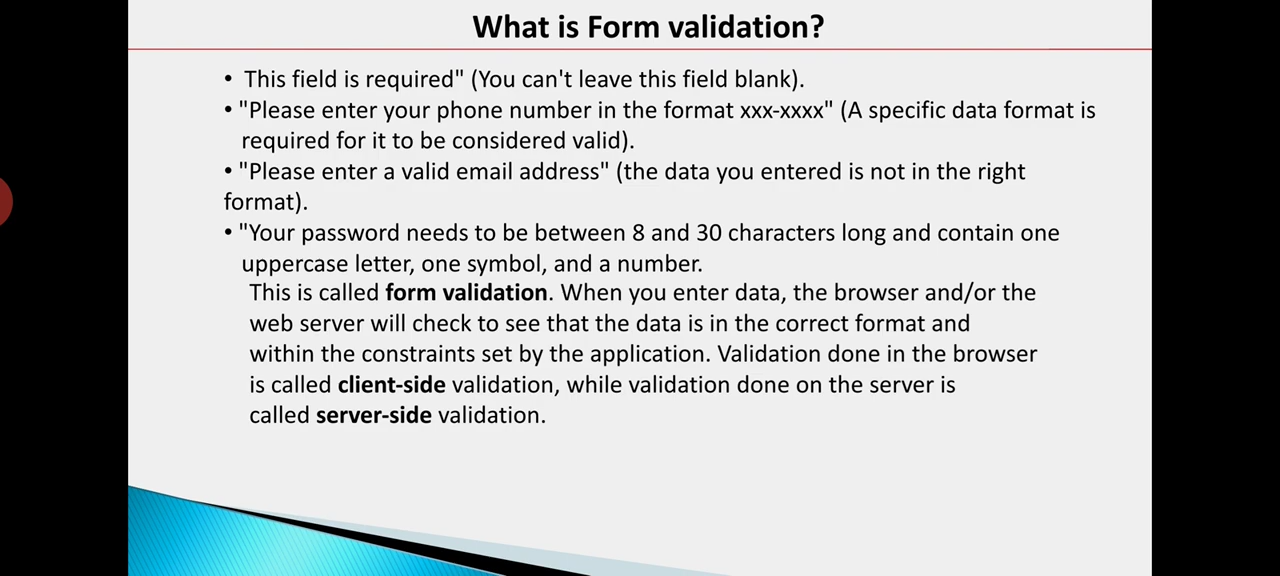 What is Form validation?
• This field is required" (You can't leave this field blank).
• "Please enter your phone number in the format xxx-xxxx" (A specific data format is
required for it to be considered valid).
• "Please enter a valid email address" (the data you entered is not in the right
format).
• "Your password needs to be between 8 and 30 characters long and contain one
uppercase letter, one symbol, and a number.
This is called form validation. When you enter data, the browser and/or the
web server will check to see that the data is in the correct format and
within the constraints set by the application. Validation done in the browser
is called client-side validation, while validation done on the server is
called server-side validation.